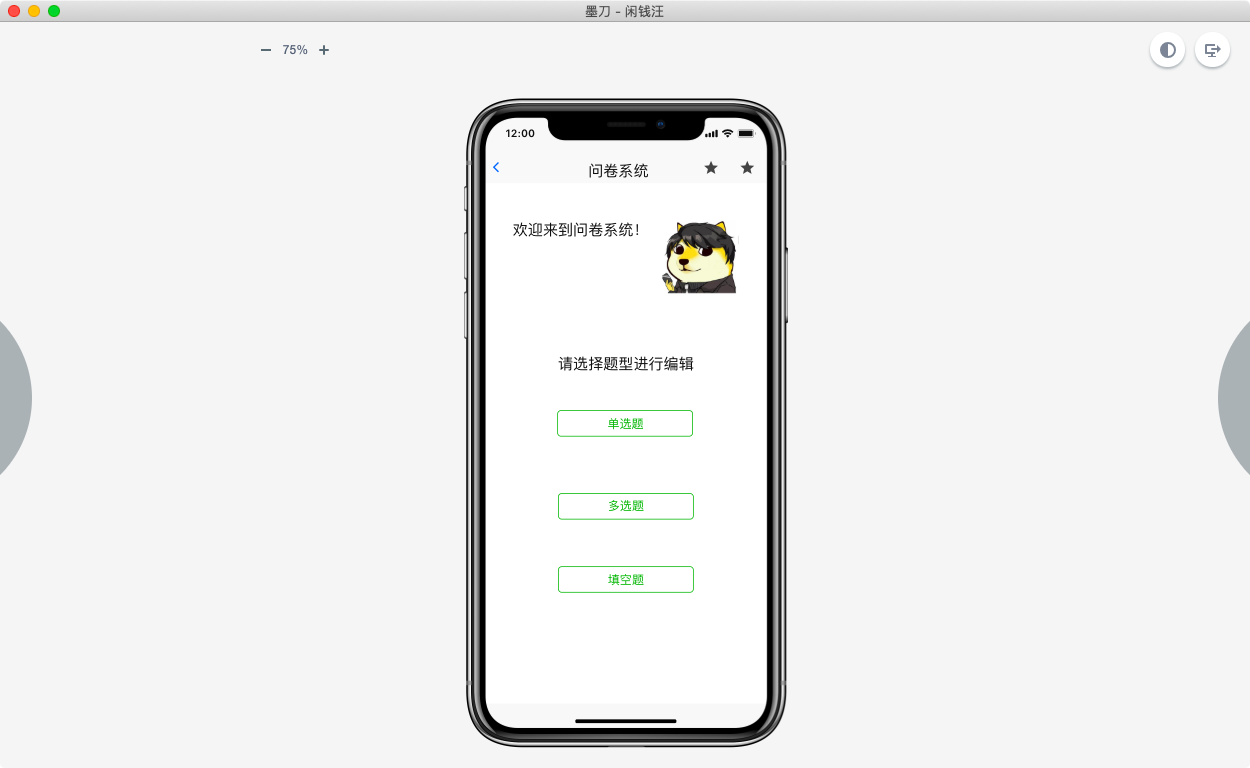 墨刀 - 闲钱汪
75%
12:00
问卷系统
欢迎来到问卷系统！
请选择题型进行编辑
单选题
多选题
填空题